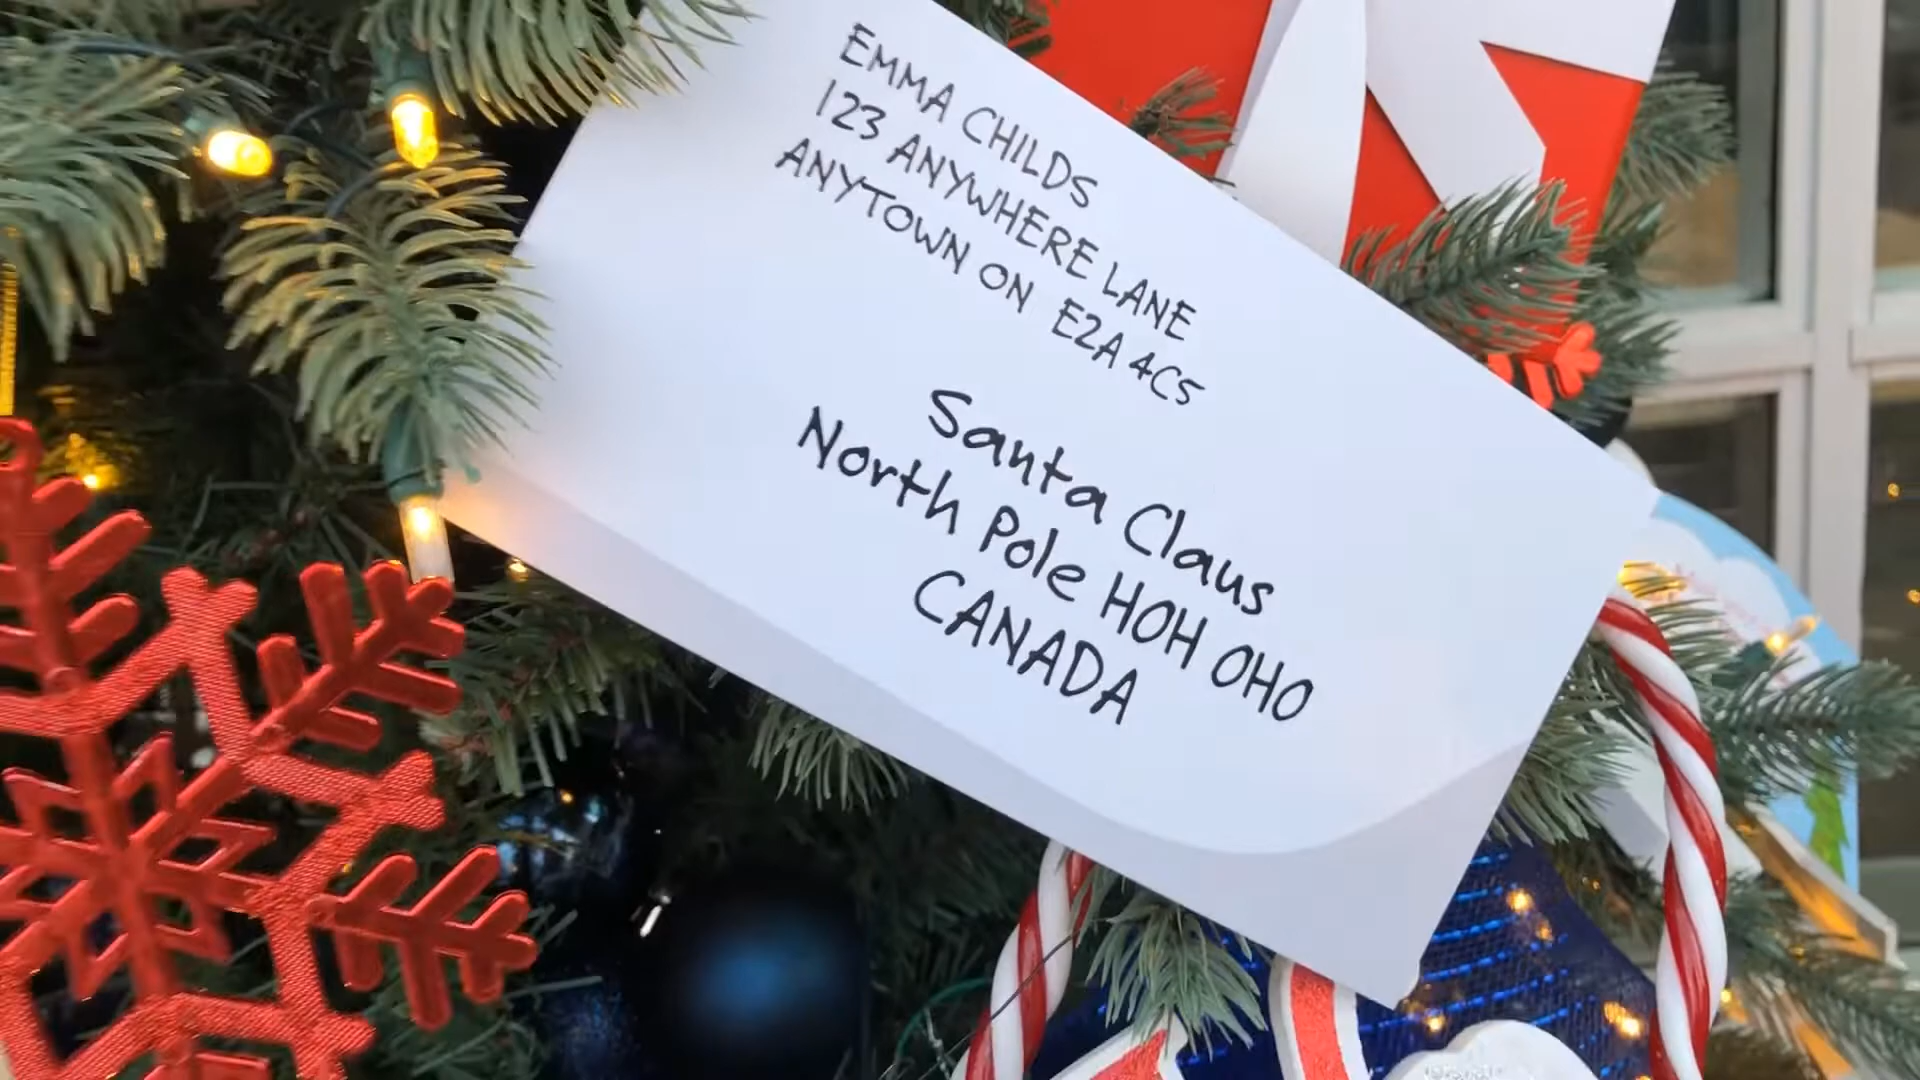 EMMA CHILDS
123 ANYWHERE LANE
ANYTOWN ON E2A 4C5
Santa Claus
North Pole HOH OHO
CANADA